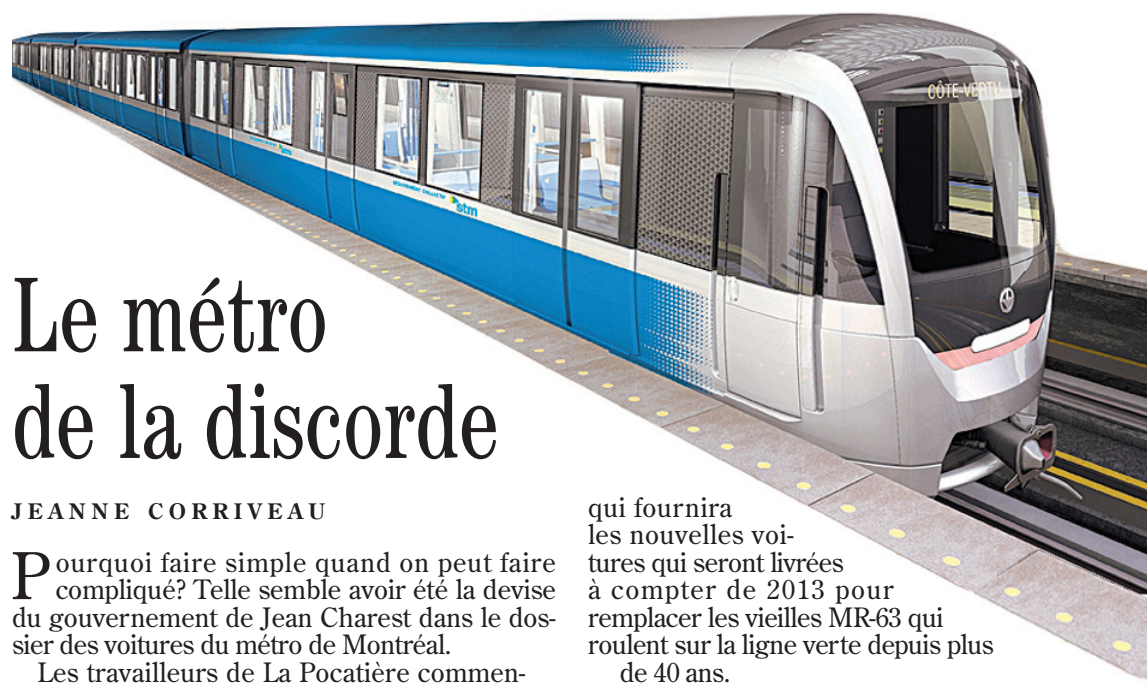 CÔTE-VERTU
MOUVEMENT COLLECTIF
stm
Le métro
de la discorde
JEANNE CORRIVEAU
Pourquoi faire simple quand on peut faire
compliqué? Telle semble avoir été la devise
du gouvernement de Jean Charest dans le dos-
sier des voitures du métro de Montréal.
Les travailleurs de La Pocatière commen-
qui fournira
les nouvelles voi-
tures qui seront livrées
à compter de 2013 pour
remplacer les vieilles MR-63 qui
roulent sur la ligne verte depuis plus
de 40 ans.